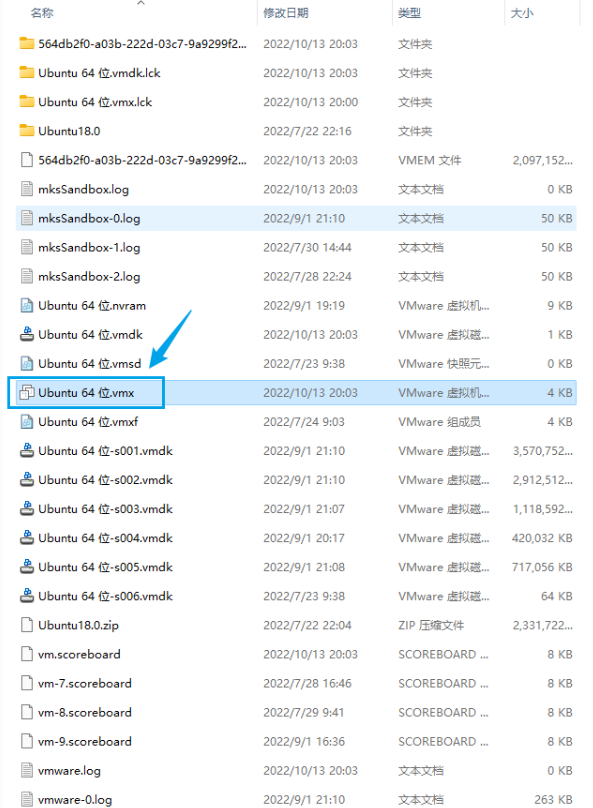 名称 修改日期 类型 大小
564db2f0-a03b-222d-03c7-9a9299f2... 2022/10/13 20:03 文件夹
Ubuntu 64 位.vmdk.lck 2022/10/13 20:03 文件夹
Ubuntu 64 位.vmx.lck 2022/10/13 20:00 文件夹
Ubuntu18.0 2022/7/22 22:16 文件夹
564db2f0-a03b-222d-03c7-9a9299f2... 2022/10/13 20:03 VMEM 文件 2,097,152...
mksSandbox.log 2022/10/13 20:03 文本文档 0 KB
mksSandbox-0.log 2022/9/1 21:10 文本文档 50 KB
mksSandbox-1.log 2022/7/30 14:44 文本文档 50 KB
mksSandbox-2.log 2022/7/28 22:24 文本文档 50 KB
Ubuntu 64 位.nvram 2022/9/1 19:19 VMware 虚拟机... 9 KB
Ubuntu 64 位.vmdk 2022/10/13 20:03 VMware 虚拟磁... 1 KB
Ubuntu 64 位.vmsd 2022/7/23 9:38 VMware 快照元... 0 KB
Ubuntu 64 位.vmx 2022/10/13 20:03 VMware 虚拟机... 4 KB
Ubuntu 64 位.vmxf 2022/7/24 9:03 VMware 组成员 4 KB
Ubuntu 64 位-s001.vmdk 2022/9/1 21:10 VMware 虚拟磁... 3,570,752...
Ubuntu 64 位-s002.vmdk 2022/9/1 21:10 VMware 虚拟磁... 2,912,512...
Ubuntu 64 位-s003.vmdk 2022/9/1 21:07 VMware 虚拟磁... 1,118,592...
Ubuntu 64 位-s004.vmdk 2022/9/1 20:17 VMware 虚拟磁... 420,032 KB
Ubuntu 64 位-s005.vmdk 2022/9/1 21:08 VMware 虚拟磁... 717,056 KB
Ubuntu 64 位-s006.vmdk 2022/7/23 9:38 VMware 虚拟磁... 64 KB
Ubuntu18.0.zip 2022/7/22 22:04 ZIP 压缩文件 2,331,722...
vm.scoreboard 2022/10/13 20:03 SCOREBOARD ... 8 KB
vm-7.scoreboard 2022/7/28 16:46 SCOREBOARD ... 8 KB
vm-8.scoreboard 2022/7/29 9:41 SCOREBOARD ... 8 KB
vm-9.scoreboard 2022/9/1 16:36 SCOREBOARD ... 8 KB
vmware.log 2022/10/13 20:03 文本文档 0 KB
vmware-0.log 2022/9/1 21:10 文本文档 263 KB